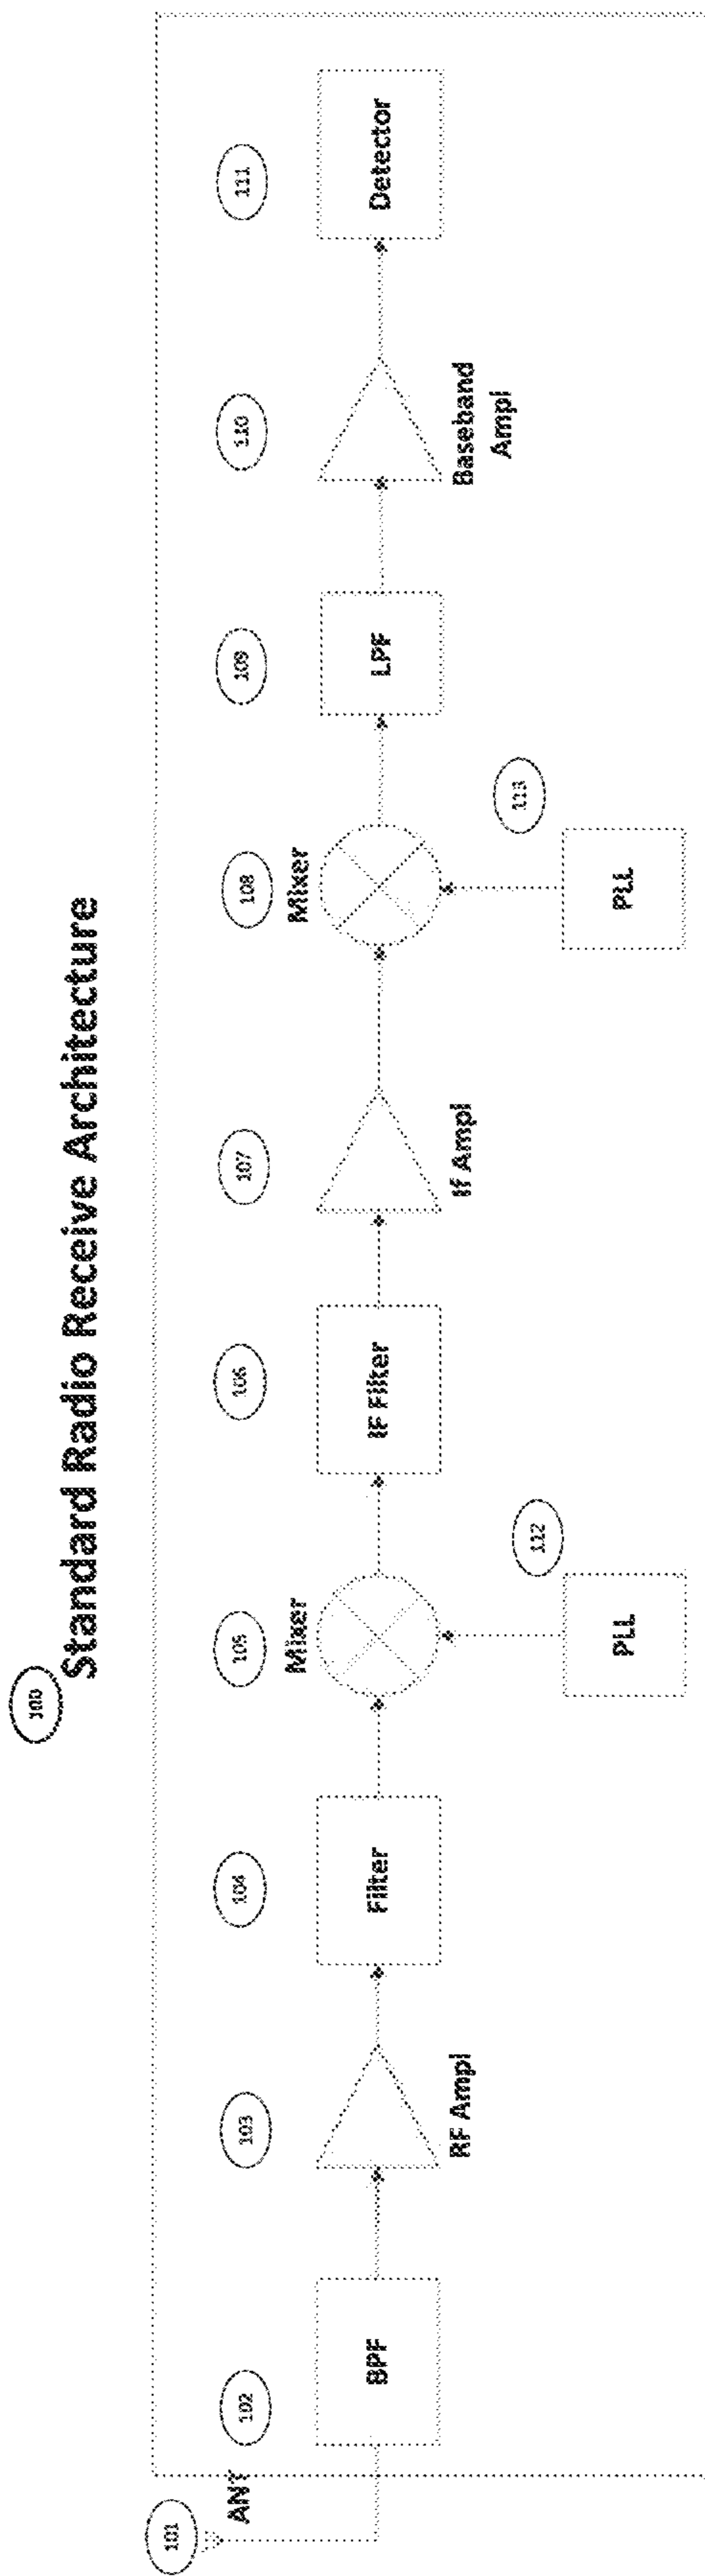 100
Standard Radio Receive Architecture
101
102
103
104
105
106
107
108
109
110
111
ANT
Mixer
Mixer
BPF
Filter
IF Filter
LPF
Detector
RF Ampl
If Ampl
Baseband
Ampl
112
113
PLL
PLL